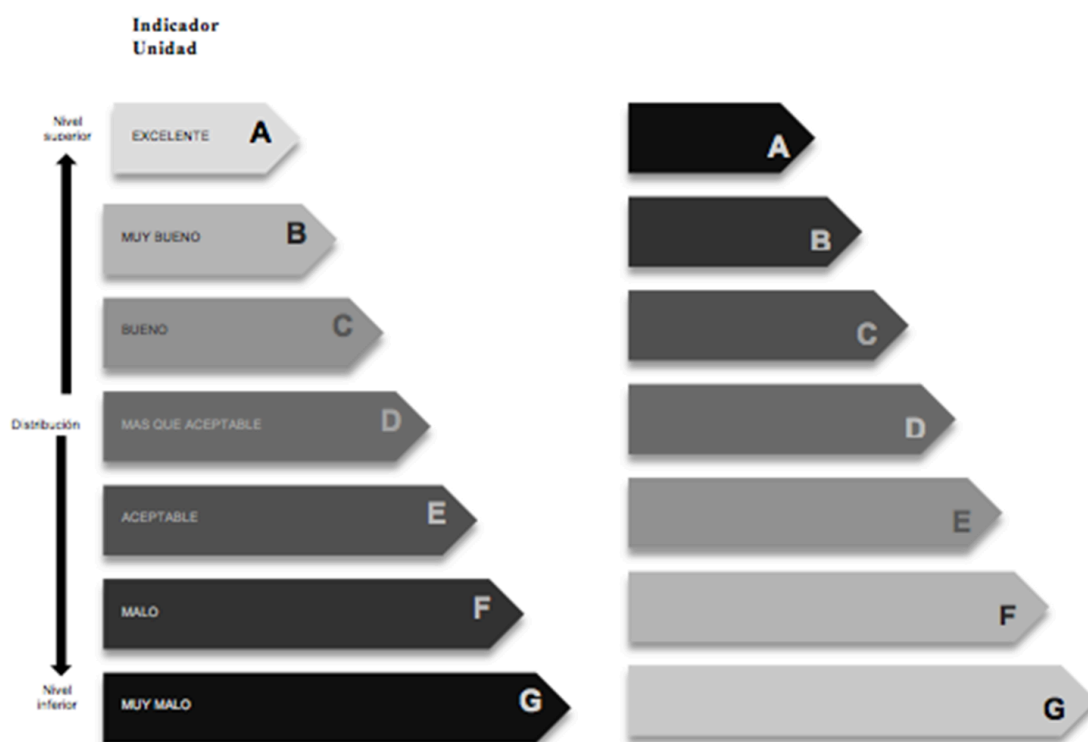 Indicador
Unidad
Nivel
superior
EXCELENTE A
A
MUY BUENO B
B
BUENO C
C
Distribución
MAS QUE ACEPTABLE D
D
ACEPTABLE E
E
MALO F
F
Nivel
inferior
MUY MALO G
G